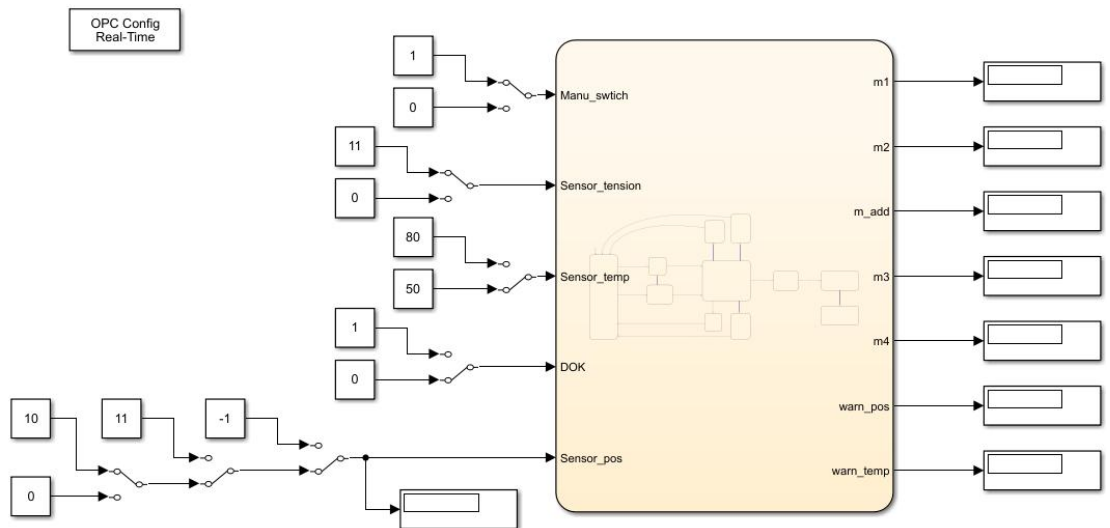 OPC Config
Real-Time
1
0
Manu_swtich
11
0
Sensor_tension
80
50
Sensor_temp
1
0
DOK
10
11
-1
0
Sensor_pos
m1
m2
m_add
m3
m4
warn_pos
warn_temp